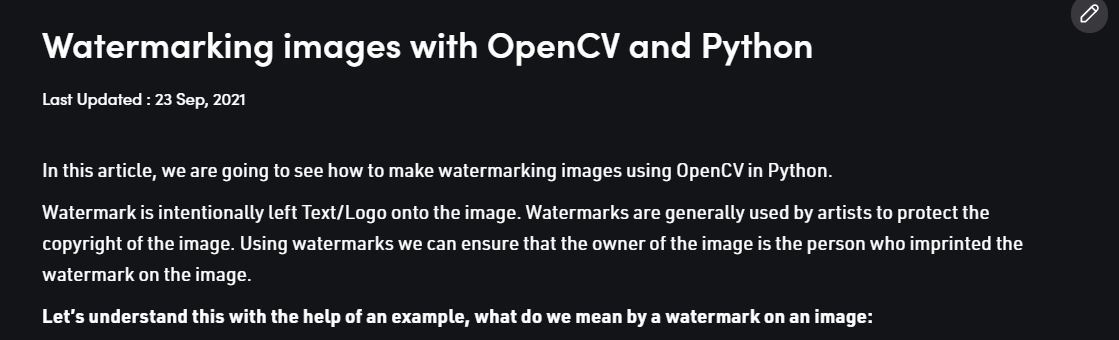 Watermarking images with OpenCV and Python
Last Updated : 23 Sep, 2021
In this article, we are going to see how to make watermarking images using OpenCV in Python.
Watermark is intentionally left Text/Logo onto the image. Watermarks are generally used by artists to protect the
copyright of the image. Using watermarks we can ensure that the owner of the image is the person who imprinted the
watermark on the image.
Let’s understand this with the help of an example, what do we mean by a watermark on an image: